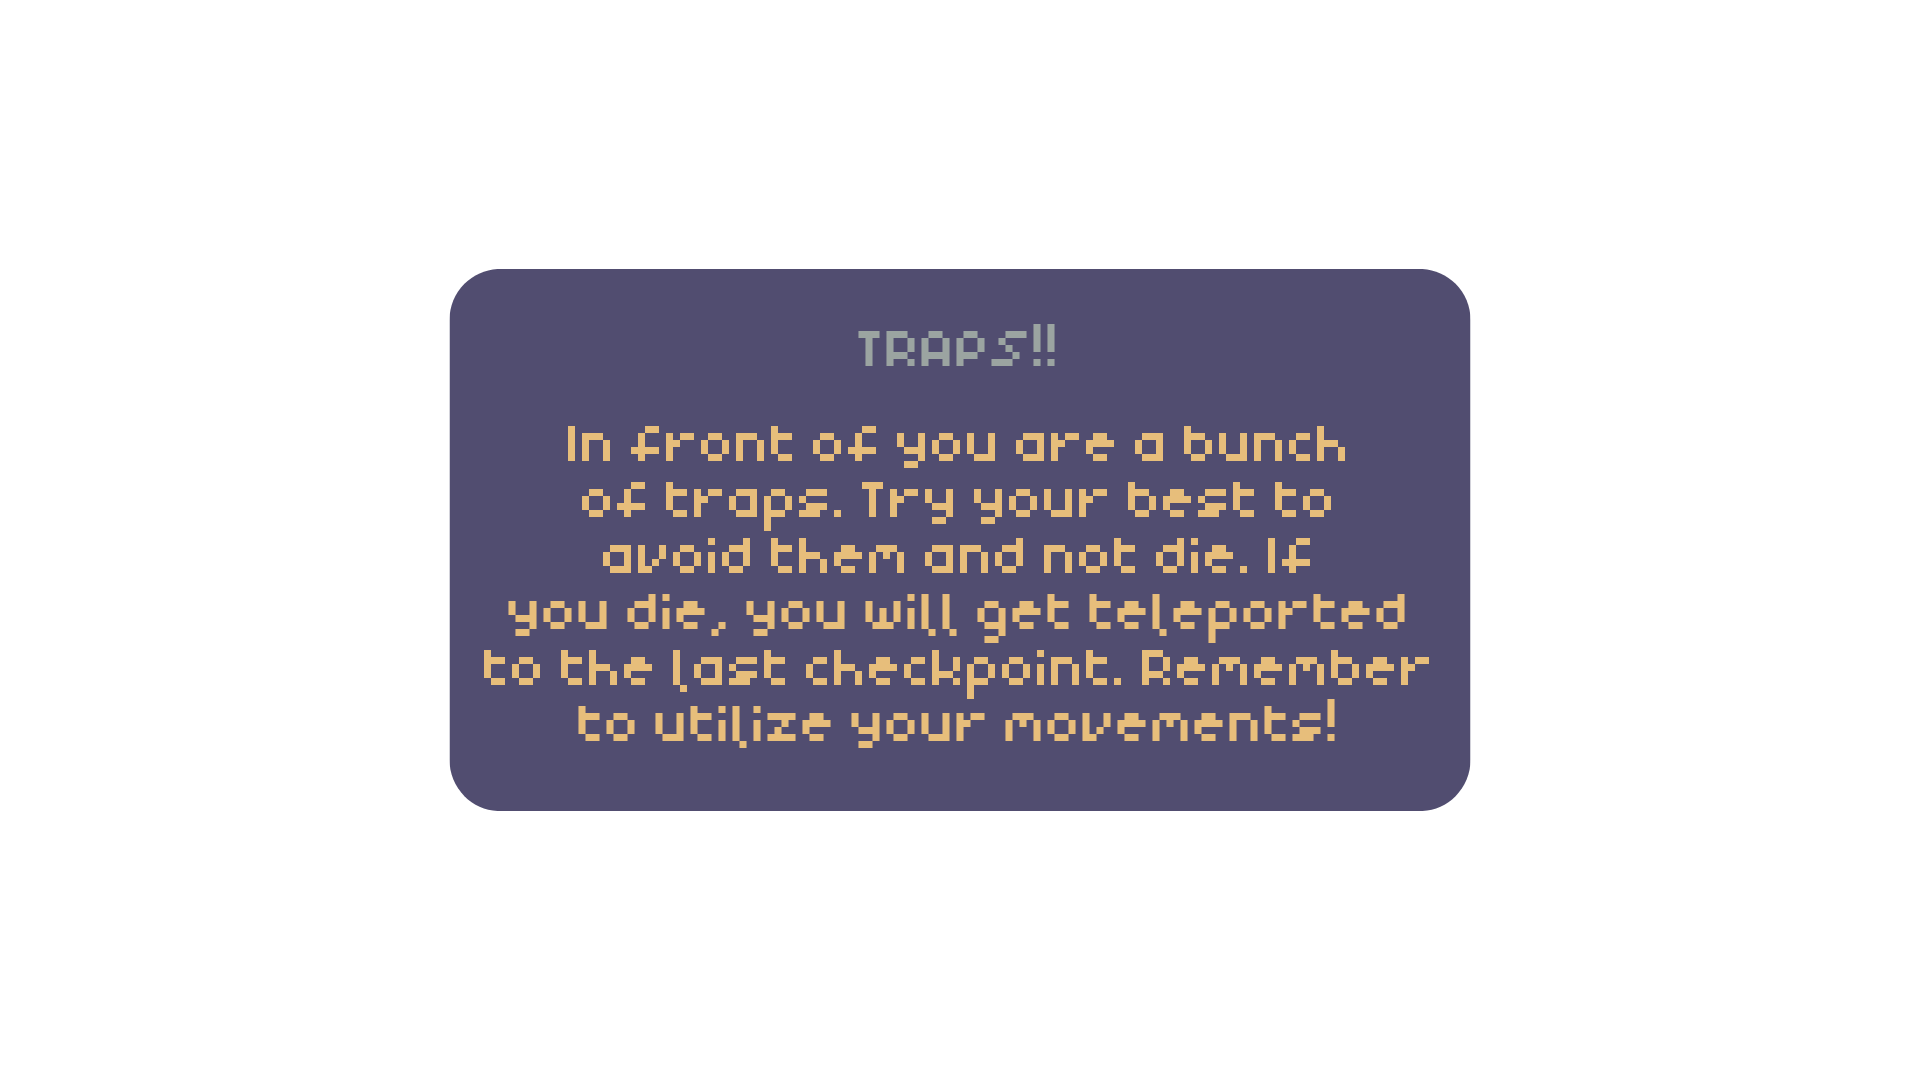 TRAPS!!
In front of you are a bunch
of traps. Try your best to
avoid them and not die. If
you die, you will get teleported
to the last checkpoint. Remember
to utilize your movements!